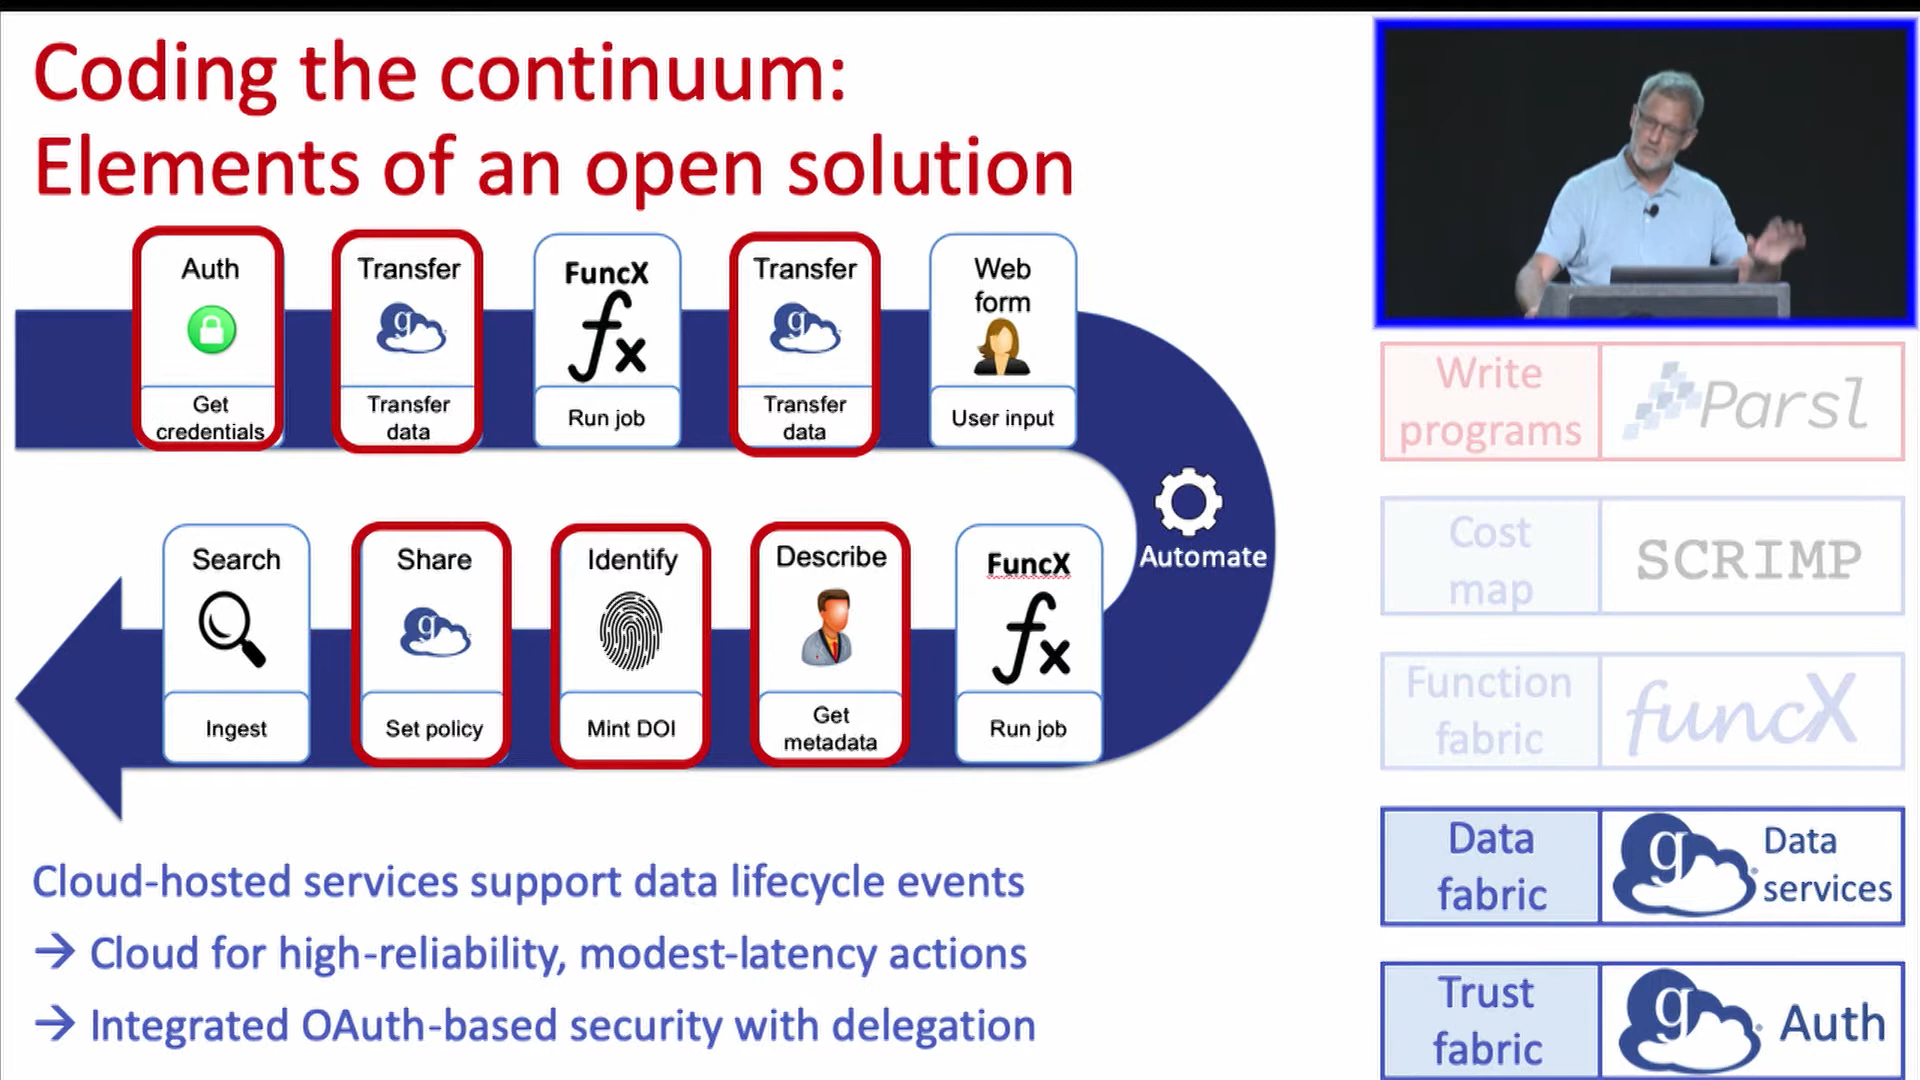 Coding the continuum:
Elements of an open solution
Auth
Get
credentials
Transfer
g
Transfer
data
FuncX
fx
Run job
Transfer
g
Transfer
data
Web
form
User input
Automate
Search
Ingest
Share
g
Set policy
Identify
Mint DOI
Describe
Get
metadata
FuncX
fx
Run job
Cloud-hosted services support data lifecycle events
→ Cloud for high-reliability, modest-latency actions
→ Integrated OAuth-based security with delegation
Write
programs
Parsl
Cost
map
SCRIMP
Function
fabric
funcX
Data
fabric
g
Data
services
Trust
fabric
g
Auth